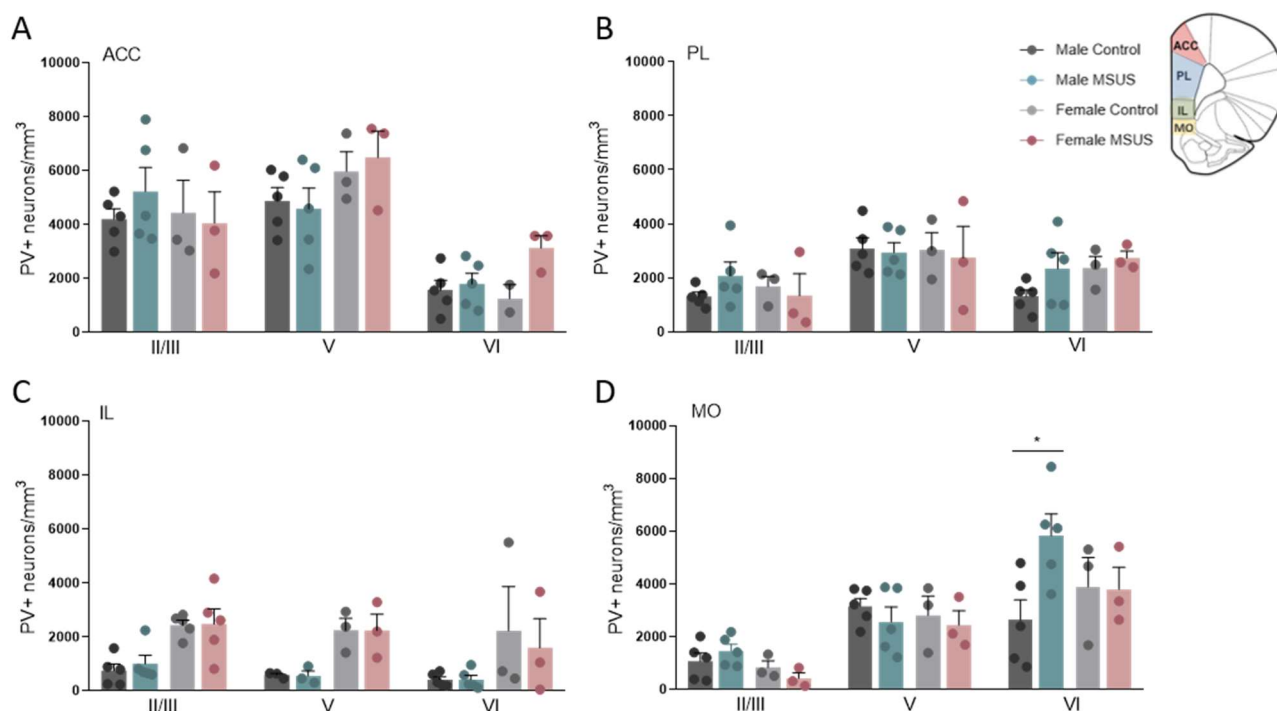 A
ACC
PV+ neurons/mm³
10000
8000
6000
4000
2000
0
II/III
V
VI
B
PL
PV+ neurons/mm³
10000
8000
6000
4000
2000
0
II/III
V
VI
Male Control
Male MSUS
Female Control
Female MSUS
ACC
PL
IL
MO
C
IL
PV+ neurons/mm³
10000
8000
6000
4000
2000
0
II/III
V
VI
D
MO
PV+ neurons/mm³
10000
8000
6000
4000
2000
0
*
II/III
V
VI